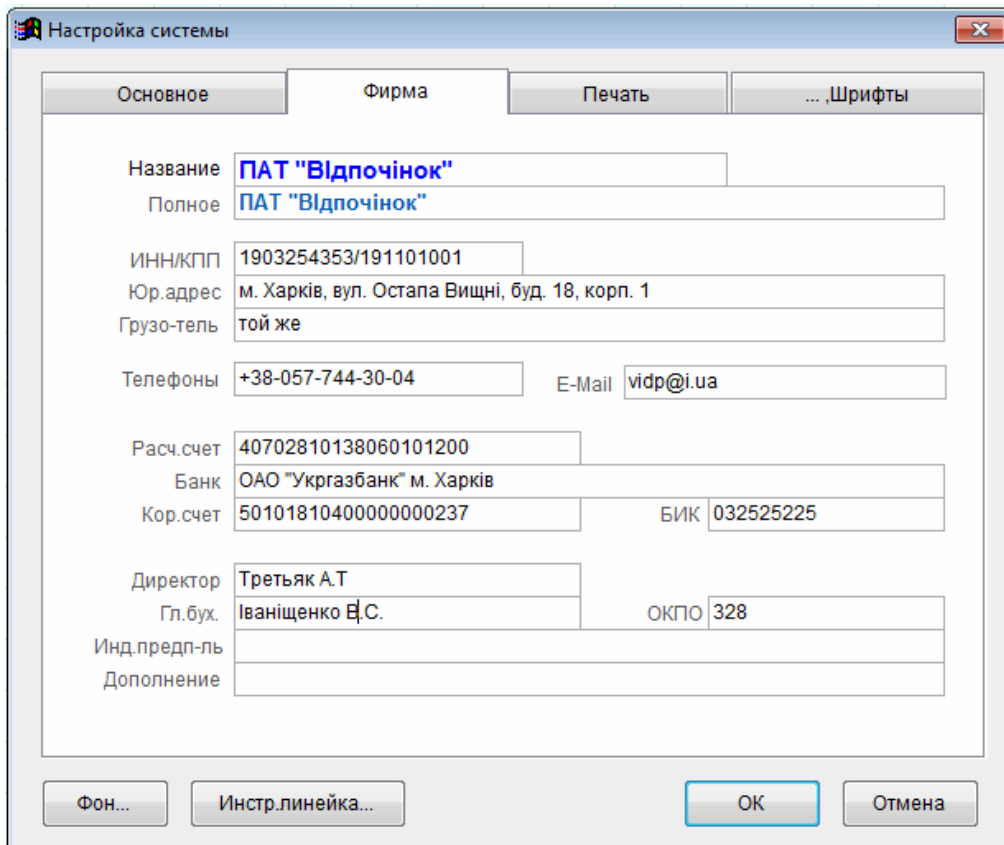 Настройка системы
Основное Фирма Печать ... ,Шрифты
Название ПАТ "ВІдпочінок"
Полное ПАТ "ВІдпочінок"
ИНН/КПП 1903254353/191101001
Юр.адрес м. Харків, вул. Остапа Вищні, буд. 18, корп. 1
Грузо-тель той же
Телефоны +38-057-744-30-04 E-Mail vidp@i.ua
Расч.счет 40702810138060101200
Банк ОАО "Укргазбанк" м. Харків
Кор.счет 50101810400000000237 БИК 032525225
Директор Третьяк А.Т
Гл.бух. Іваніщенко В.С. ОКПО 328
Инд.предп-ль
Дополнение
Фон... Инстр.линейка... ОК Отмена